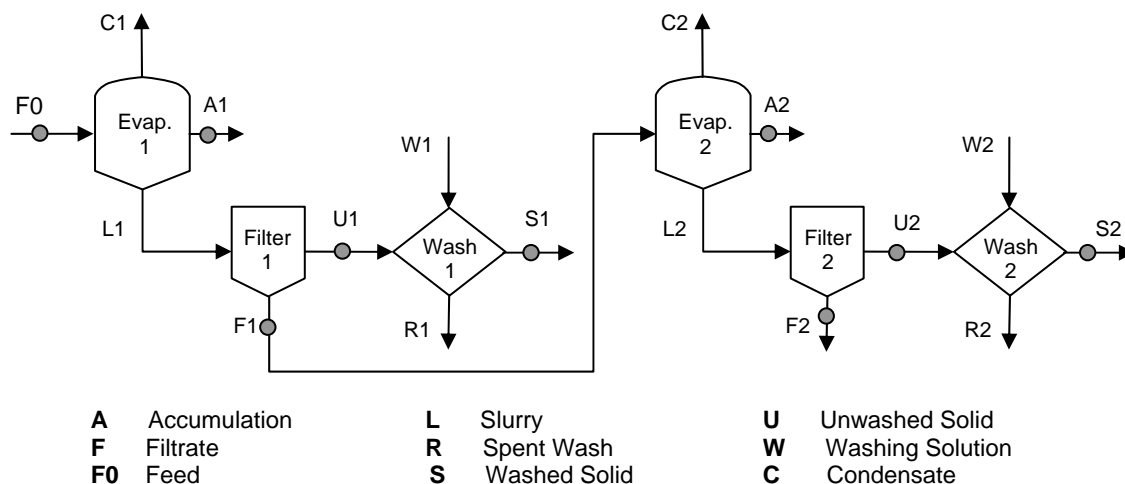 C1
C2
F0
Evap.
1
A1
Evap.
2
A2
W1
W2
L1
Filter
1
U1
Wash
1
S1
L2
Filter
2
U2
Wash
2
S2
F1
R1
F2
R2
A Accumulation
L Slurry
U Unwashed Solid
F Filtrate
R Spent Wash
W Washing Solution
F0 Feed
S Washed Solid
C Condensate